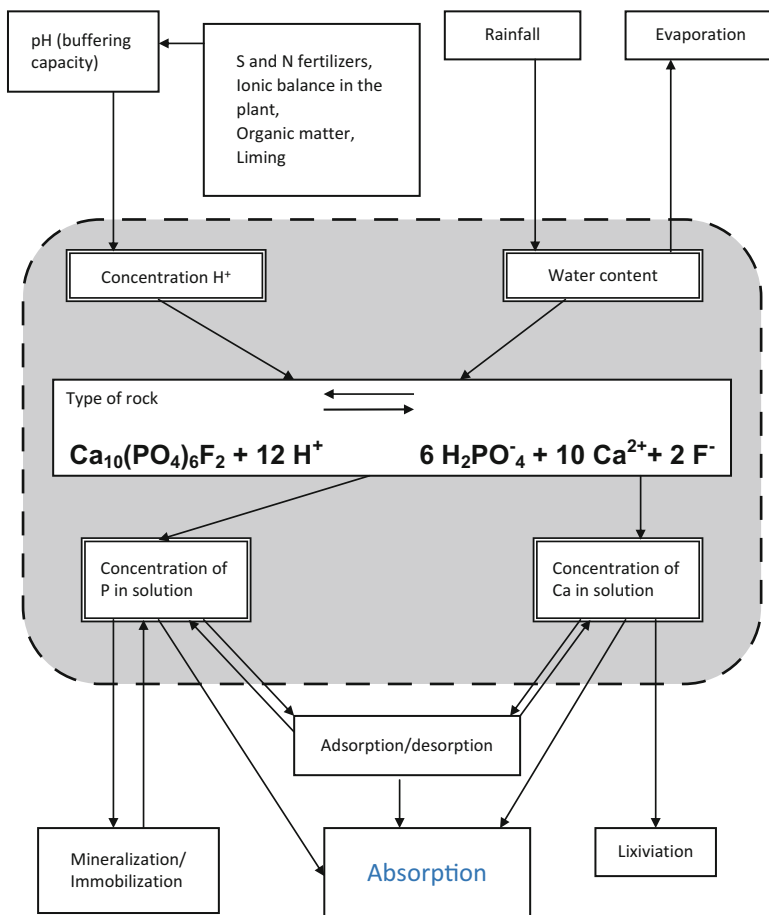 pH (buffering
capacity)
S and N fertilizers,
Ionic balance in the
plant,
Organic matter,
Liming
Rainfall
Evaporation
Concentration H⁺
Water content
Type of rock
Ca₁₀(PO₄)₆F₂ + 12 H⁺ 6 H₂PO⁻₄ + 10 Ca²⁺+ 2 F⁻
Concentration of
P in solution
Concentration of
Ca in solution
Adsorption/desorption
Mineralization/
Immobilization
Absorption
Lixiviation